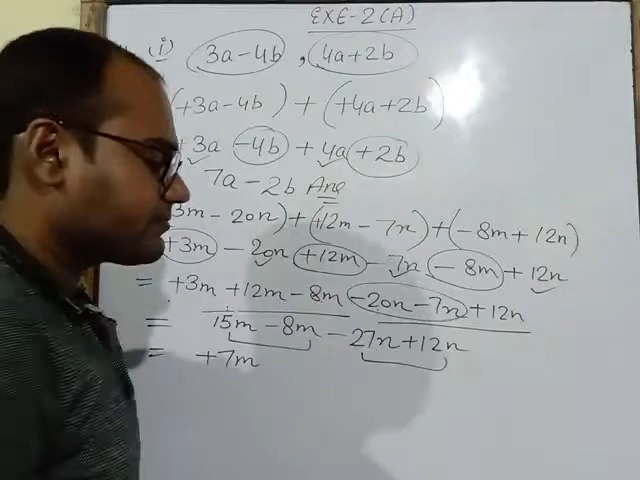 EXE-2(A)
(i) 3a-4b , 4a+2b
(+3a-4b) + (+4a+2b)
+3a -4b + 4a +2b
7a - 2b Ans
3m - 20n) + (+12m - 7n) + (-8m + 12n)
+3m - 20n +12m - 7n - 8m + 12n
= +3m +12m - 8m -20n -7n +12n
= 15m - 8m - 27n + 12n
= +7m